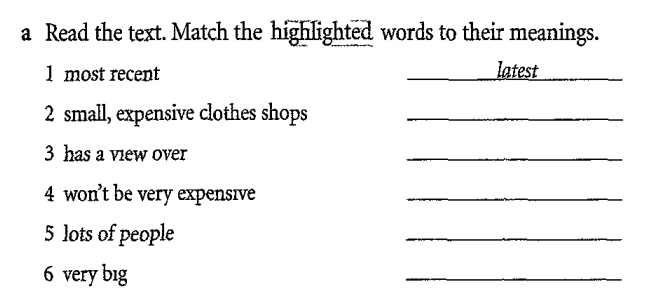 a Read the text. Match the highlighted words to their meanings.
1 most recent latest
2 small, expensive clothes shops
3 has a view over
4 won't be very expensive
5 lots of people
6 very big